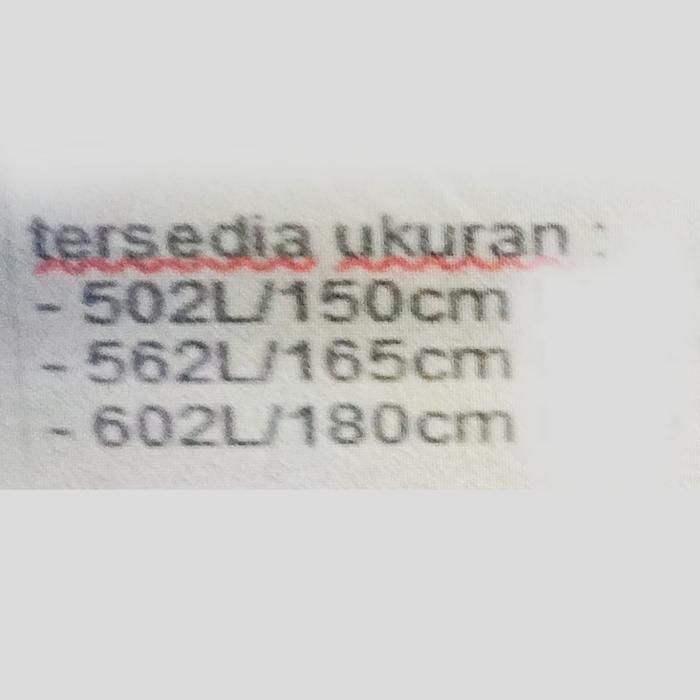 tersedia ukuran :
- 502L/150cm
- 562L/165cm
- 602L/180cm